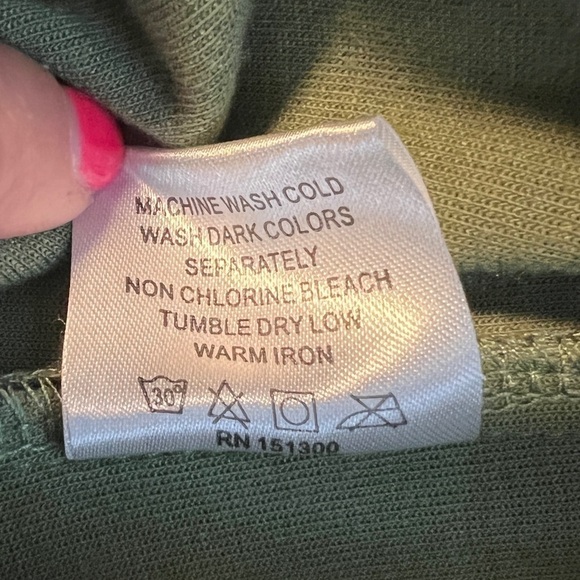 MACHINE WASH COLD
WASH DARK COLORS
SEPARATELY
NON CHLORINE BLEACH
TUMBLE DRY LOW
WARM IRON
30°
RN 151300